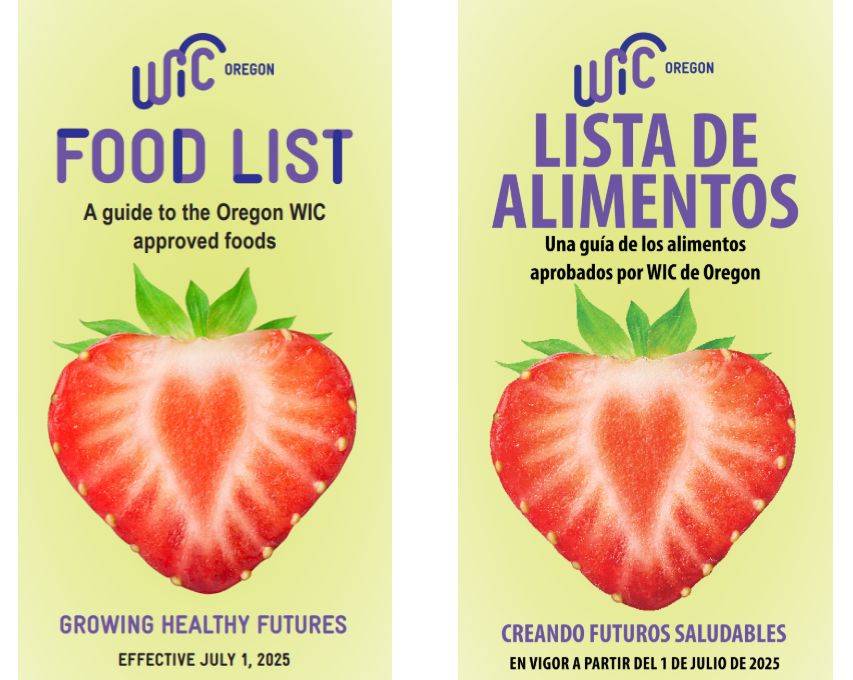 WiC OREGON
FOOD LIST
A guide to the Oregon WIC
approved foods
GROWING HEALTHY FUTURES
EFFECTIVE JULY 1, 2025
WiC OREGON
LISTA DE
ALIMENTOS
Una guía de los alimentos
aprobados por WIC de Oregon
CREANDO FUTUROS SALUDABLES
EN VIGOR A PARTIR DEL 1 DE JULIO DE 2025